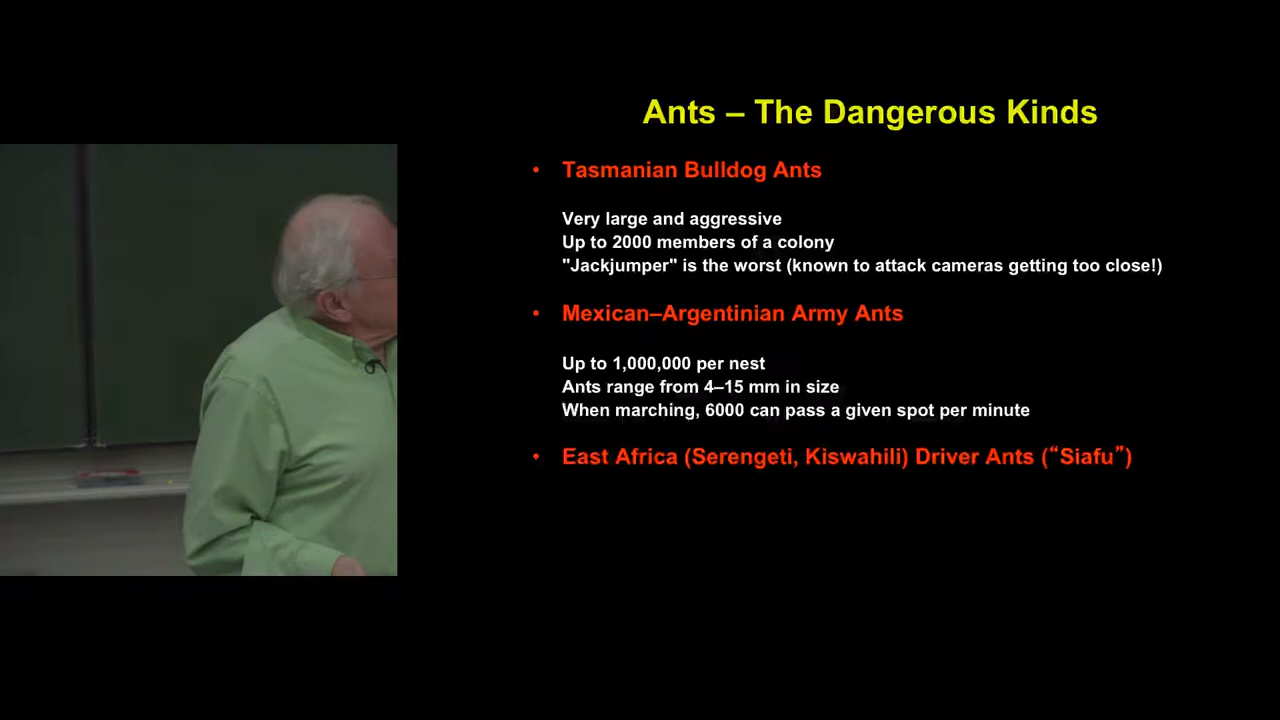 Ants – The Dangerous Kinds
• Tasmanian Bulldog Ants
Very large and aggressive
Up to 2000 members of a colony
"Jackjumper" is the worst (known to attack cameras getting too close!)
• Mexican–Argentinian Army Ants
Up to 1,000,000 per nest
Ants range from 4–15 mm in size
When marching, 6000 can pass a given spot per minute
• East Africa (Serengeti, Kiswahili) Driver Ants (“Siafu”)